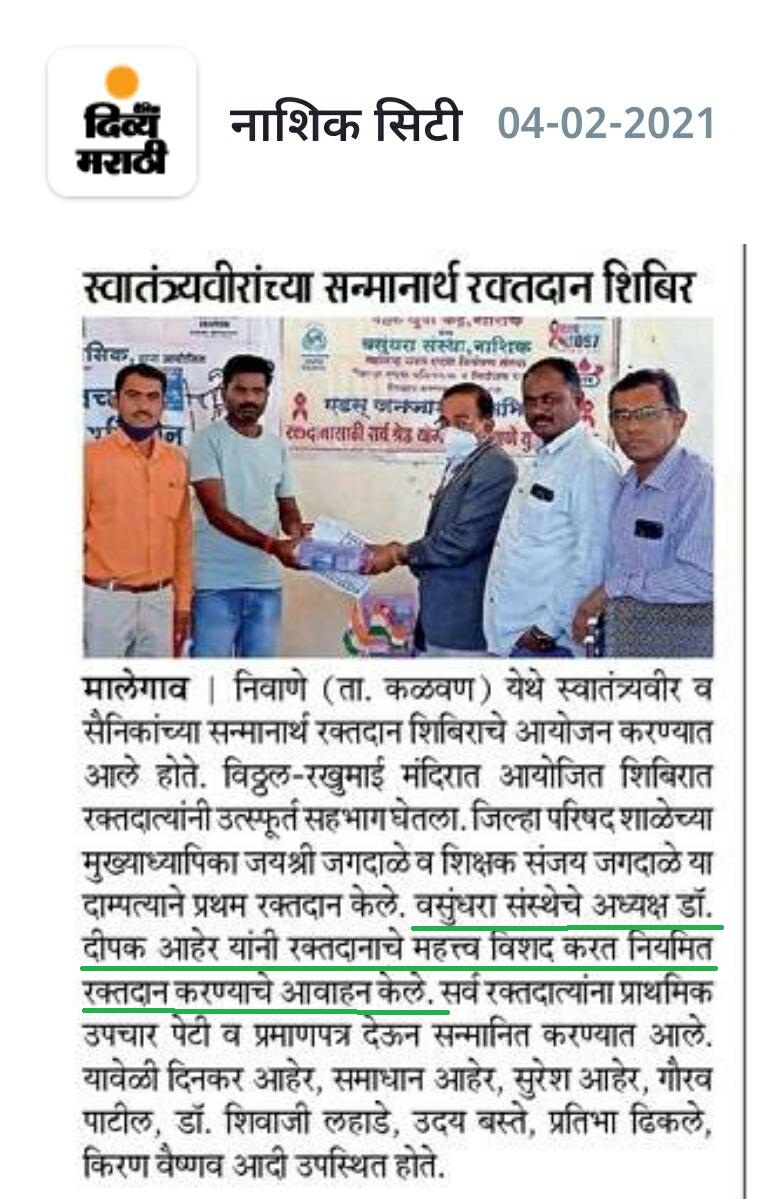 दैनिक
दिव्य
मराठी
नाशिक सिटी 04-02-2021
स्वातंत्र्यवीरांच्या सन्मानार्थ रक्तदान शिबिर
वसुंधरा संस्था, नाशिक
सिक,
एडस्
सर्व श्रेष्ठ
मालेगाव | निवाणे (ता. कळवण) येथे स्वातंत्र्यवीर व
सैनिकांच्या सन्मानार्थ रक्तदान शिबिराचे आयोजन करण्यात
आले होते. विठ्ठल-रखुमाई मंदिरात आयोजित शिबिरात
रक्तदात्यांनी उत्स्फूर्त सहभाग घेतला. जिल्हा परिषद शाळेच्या
मुख्याध्यापिका जयश्री जगदाळे व शिक्षक संजय जगदाळे या
दाम्पत्याने प्रथम रक्तदान केले. वसुंधरा संस्थेचे अध्यक्ष डॉ.
दीपक आहेर यांनी रक्तदानाचे महत्त्व विशद करत नियमित
रक्तदान करण्याचे आवाहन केले. सर्व रक्तदात्यांना प्राथमिक
उपचार पेटी व प्रमाणपत्र देऊन सन्मानित करण्यात आले.
यावेळी दिनकर आहेर, समाधान आहेर, सुरेश आहेर, गौरव
पाटील, डॉ. शिवाजी लहाडे, उदय बस्ते, प्रतिभा ढिकले,
किरण वैष्णव आदी उपस्थित होते.